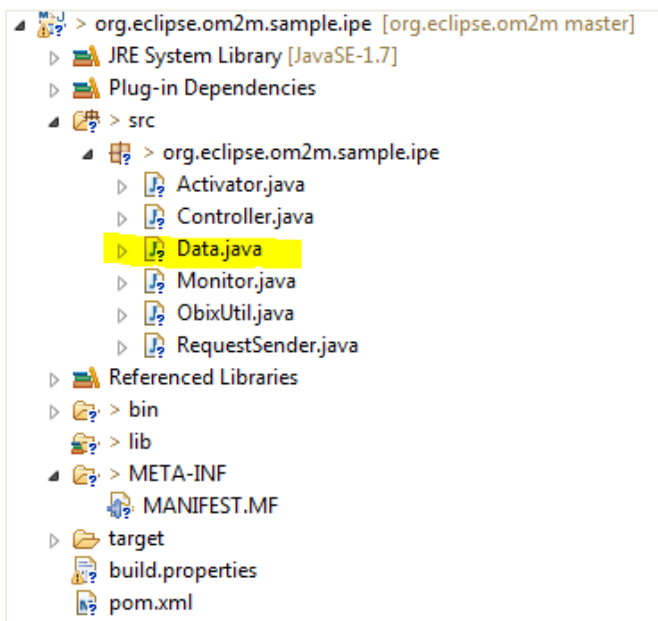 > org.eclipse.om2m.sample.ipe [org.eclipse.om2m master]
JRE System Library [JavaSE-1.7]
Plug-in Dependencies
> src
> org.eclipse.om2m.sample.ipe
Activator.java
Controller.java
Data.java
Monitor.java
ObixUtil.java
RequestSender.java
Referenced Libraries
> bin
> lib
> META-INF
MANIFEST.MF
target
build.properties
pom.xml